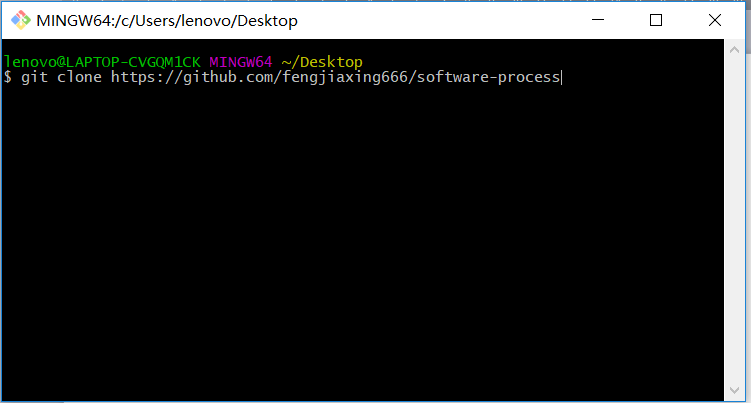 MINGW64:/c/Users/lenovo/Desktop
lenovo@LAPTOP-CVGQM1CK MINGW64 ~/Desktop
$ git clone https://github.com/fengjiaxing666/software-process